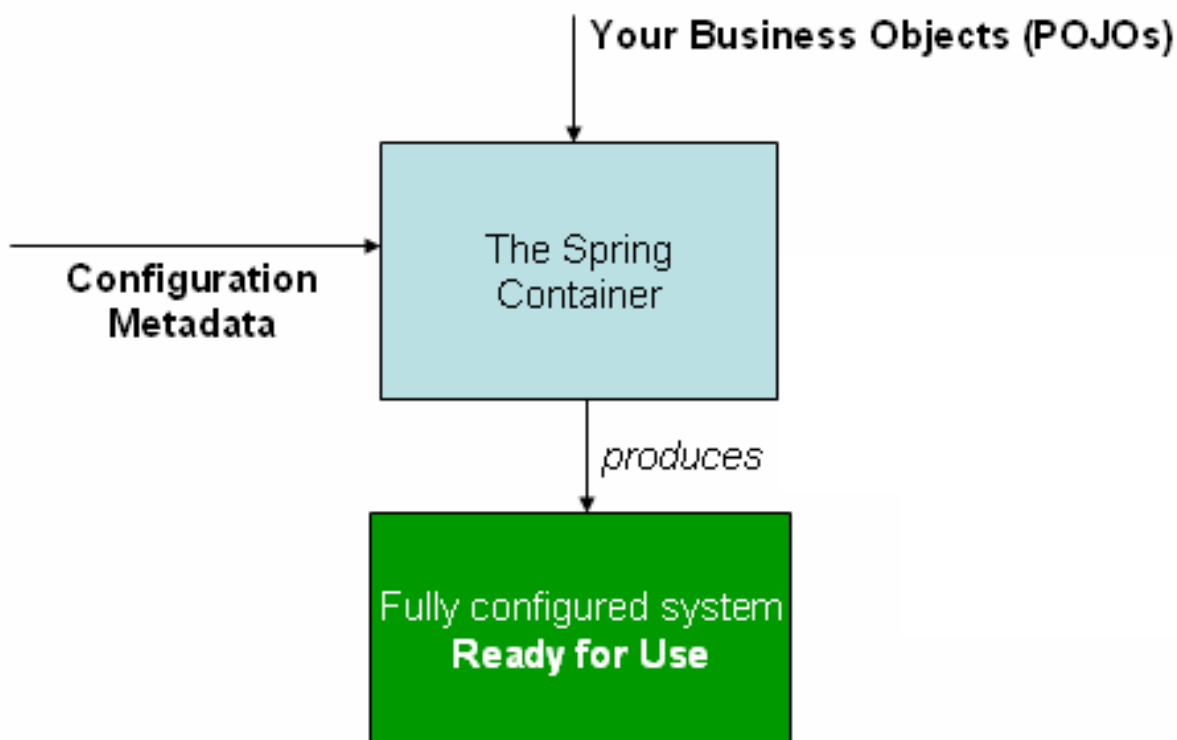 Your Business Objects (POJOs)
The Spring
Container
Configuration
Metadata
produces
Fully configured system
Ready for Use